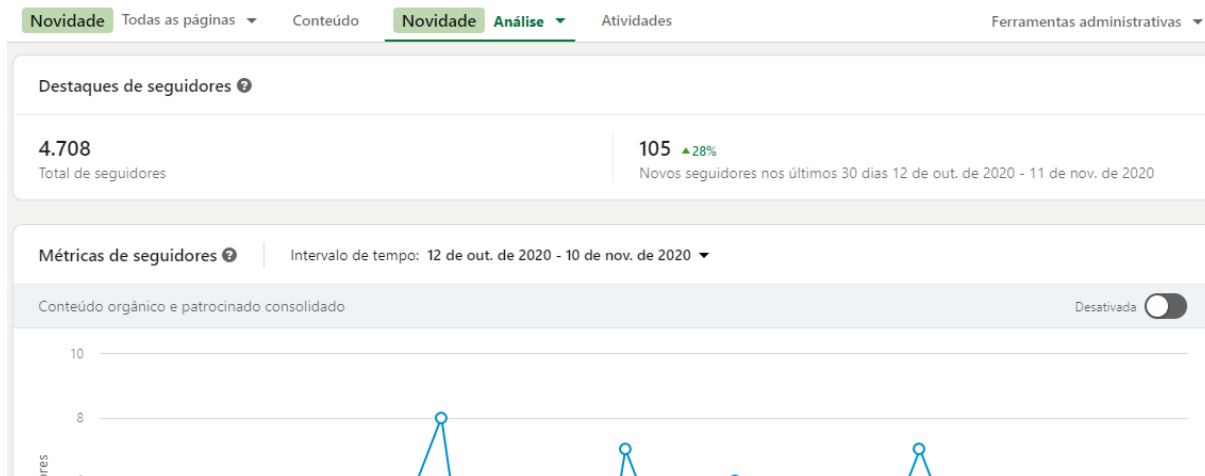 Novidade Todas as páginas Conteúdo Novidade Análise Atividades Ferramentas administrativas
Destaques de seguidores
4.708
Total de seguidores
105 28%
Novos seguidores nos últimos 30 dias 12 de out. de 2020 - 11 de nov. de 2020
Métricas de seguidores Intervalo de tempo: 12 de out. de 2020 - 10 de nov. de 2020
Conteúdo orgânico e patrocinado consolidado Desativada
10
8